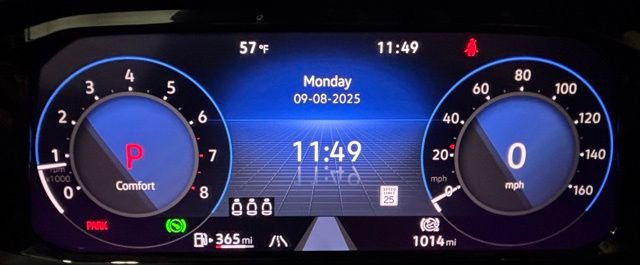 57 °F
11:49
Monday
09-08-2025
11:49
0
1
2
3
4
5
6
7
8
rpm
x1000
P
Comfort
0
20
40
60
80
100
120
140
160
mph
0
mph
SPEED
LIMIT
25
PARK
365 mi
1014 mi